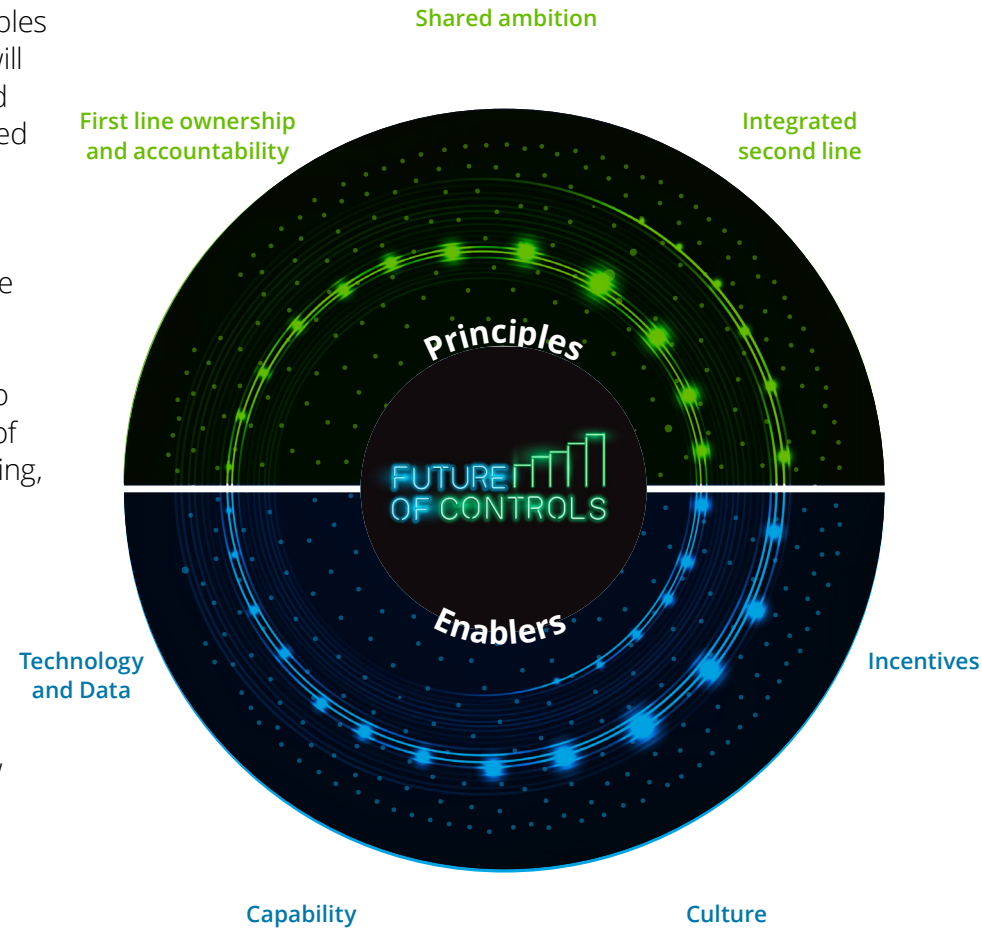 Shared ambition
First line ownership
and accountability
Integrated
second line
Principles
FUTURE
OF CONTROLS
Enablers
Technology
and Data
Incentives
Capability
Culture